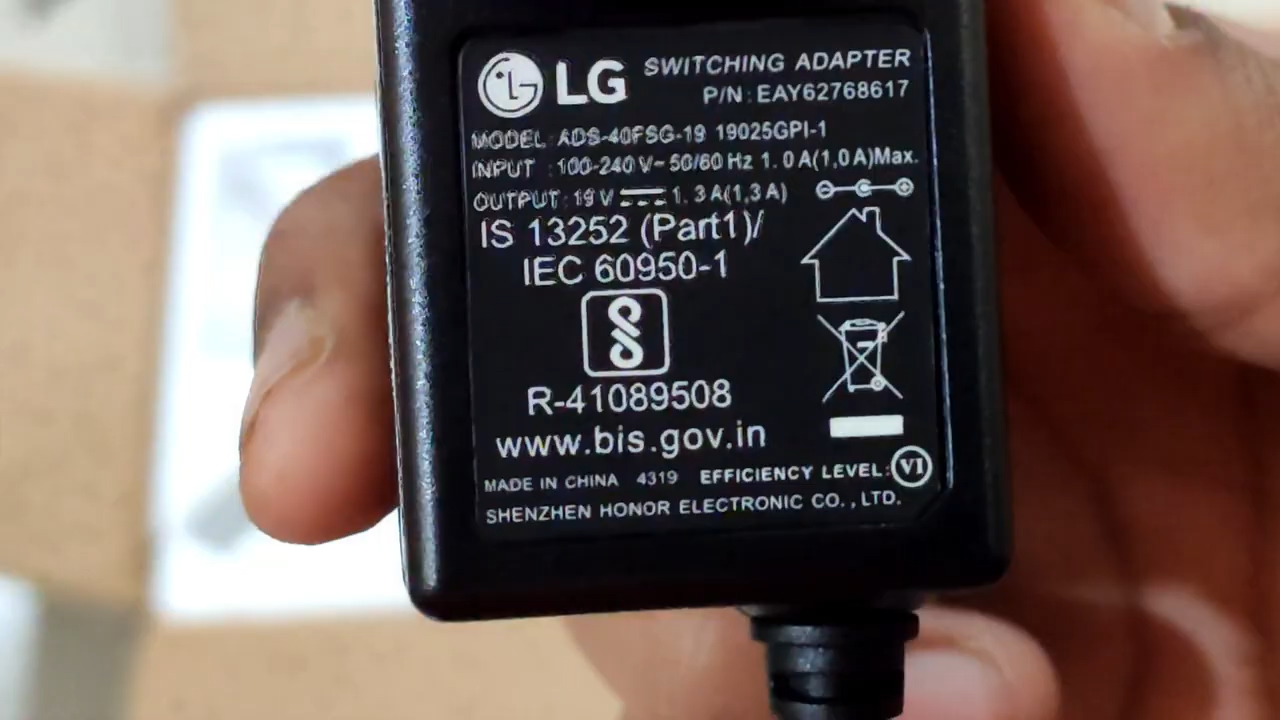 LG SWITCHING ADAPTER
P/N : EAY62768617
MODEL: ADS-40FSG-19 19025GPI-1
INPUT : 100-240 V~ 50/60 Hz 1. 0 A(1,0 A)Max.
OUTPUT: 19 V 1. 3 A(1,3 A)
IS 13252 (Part1)/
IEC 60950-1
R-41089508
www.bis.gov.in
MADE IN CHINA 4319 EFFICIENCY LEVEL: VI
SHENZHEN HONOR ELECTRONIC CO., LTD.